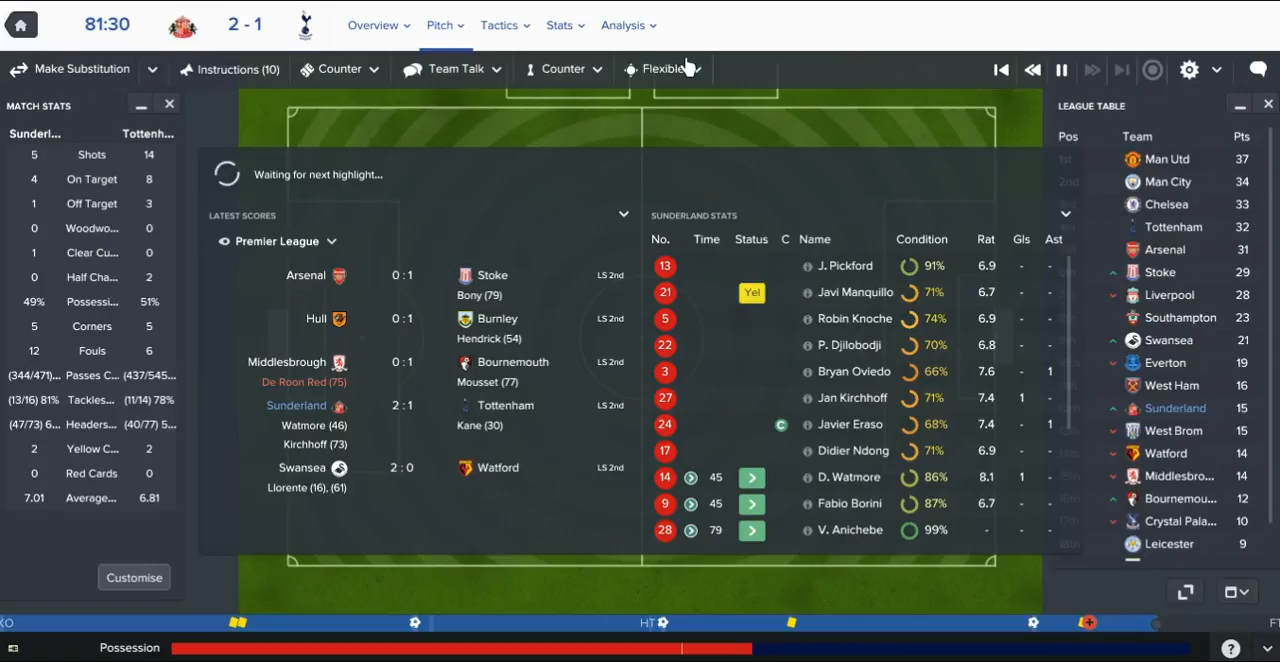 81:30 2 - 1 Overview Pitch Tactics Stats Analysis
Make Substitution Instructions (10) Counter Team Talk Counter Flexible
MATCH STATS
Sunderl... Tottenh...
5 Shots 14
4 On Target 8
1 Off Target 3
0 Woodwo... 0
1 Clear Cu... 0
0 Half Cha... 2
49% Possessi... 51%
5 Corners 5
12 Fouls 6
(344/471)... Passes C... (437/545...
(13/16) 81% Tackles... (11/14) 78%
(47/73) 6... Headers... (40/77) 5...
2 Yellow C... 2
0 Red Cards 0
7.01 Average... 6.81
Customise
Waiting for next highlight...
LATEST SCORES
Premier League
Arsenal 0 : 1 Stoke LS 2nd
Bony (79)
Hull 0 : 1 Burnley LS 2nd
Hendrick (54)
Middlesbrough 0 : 1 Bournemouth LS 2nd
De Roon Red (75) Mousset (77)
Sunderland 2 : 1 Tottenham LS 2nd
Watmore (46) Kane (30)
Kirchhoff (73)
Swansea 2 : 0 Watford LS 2nd
Llorente (16), (61)
SUNDERLAND STATS
No. Time Status C Name Condition Rat Gls Ast
13 J. Pickford 91% 6.9 - -
21 Yel Javi Manquillo 71% 6.7 - -
5 Robin Knoche 74% 6.9 - -
22 P. Djilobodji 70% 6.8 - -
3 Bryan Oviedo 66% 7.6 - 1
27 Jan Kirchhoff 71% 7.4 1 -
24 C Javier Eraso 68% 7.4 - 1
17 Didier Ndong 71% 6.9 - -
14 45 D. Watmore 86% 8.1 1 -
9 45 Fabio Borini 87% 6.7 - -
28 79 V. Anichebe 99% - - -
LEAGUE TABLE
Pos Team Pts
1st Man Utd 37
2nd Man City 34
Chelsea 33
Tottenham 32
Arsenal 31
Stoke 29
Liverpool 28
Southampton 23
Swansea 21
Everton 19
West Ham 16
Sunderland 15
West Brom 15
Watford 14
Middlesbro... 14
Bournemou... 12
Crystal Pala... 10
18th Leicester 9
KO HT FT
Possession